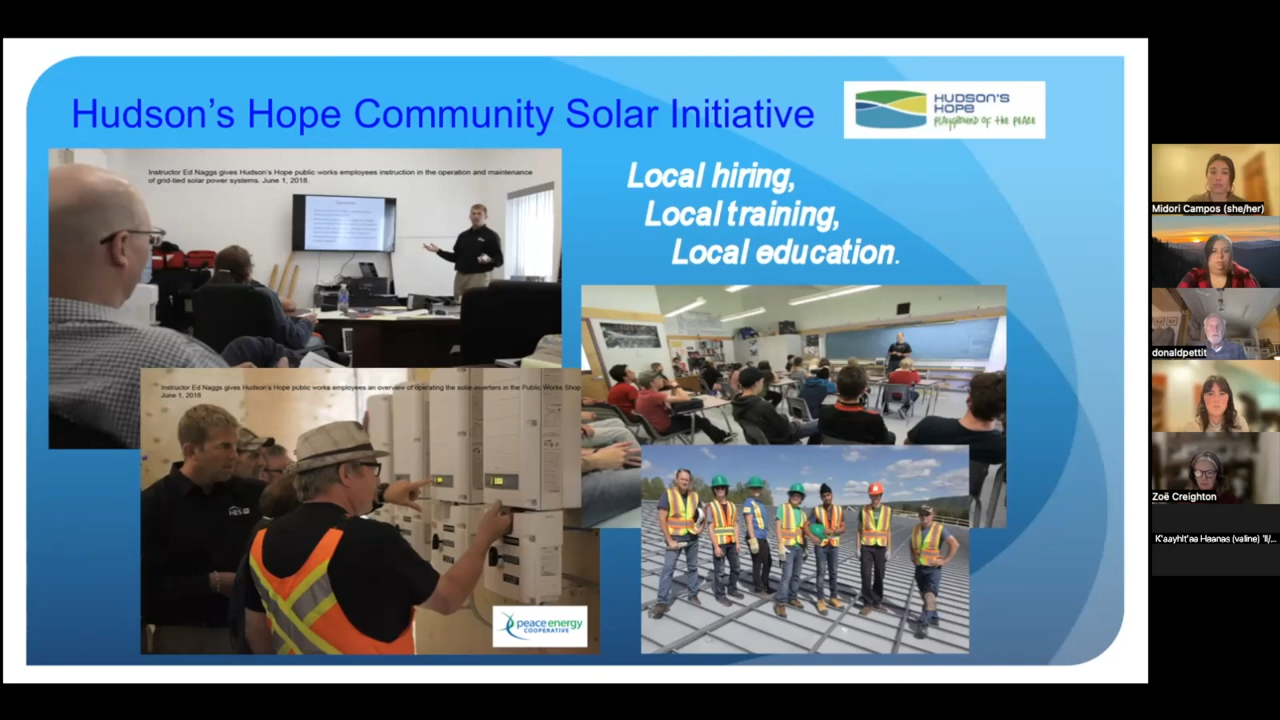 Hudson's Hope Community Solar Initiative
HUDSON'S
HOPE
PLAYGROUND OF THE PEACE
Instructor Ed Naggs gives Hudson's Hope public works employees instruction in the operation and maintenance
of grid-tied solar power systems. June 1, 2018.
Local hiring,
Local training,
Local education.
Instructor Ed Naggs gives Hudson's Hope public works employees an overview of operating the solar inverters in the Public Works Shop
June 1, 2018
HES
peace energy
COOPERATIVE
Midori Campos (she/her)
donaldpettit
Zoë Creighton
K'aayhlt'aa Haanas (valine) 'Il/...